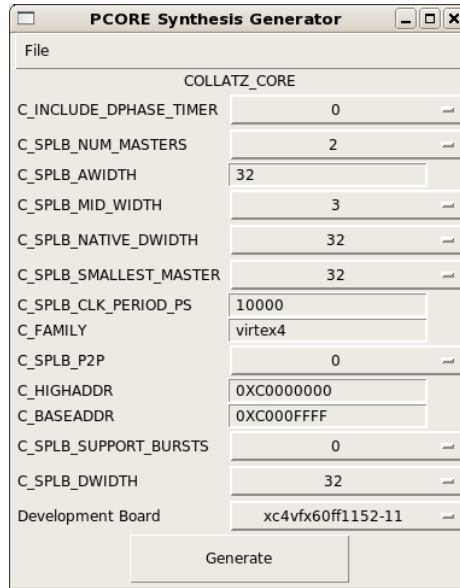 PCORE Synthesis Generator
File
COLLATZ_CORE
C_INCLUDE_DPHASE_TIMER 0
C_SPLB_NUM_MASTERS 2
C_SPLB_AWIDTH 32
C_SPLB_MID_WIDTH 3
C_SPLB_NATIVE_DWIDTH 32
C_SPLB_SMALLEST_MASTER 32
C_SPLB_CLK_PERIOD_PS 10000
C_FAMILY virtex4
C_SPLB_P2P 0
C_HIGHADDR 0XC0000000
C_BASEADDR 0XC000FFFF
C_SPLB_SUPPORT_BURSTS 0
C_SPLB_DWIDTH 32
Development Board xc4vfx60ff1152-11
Generate